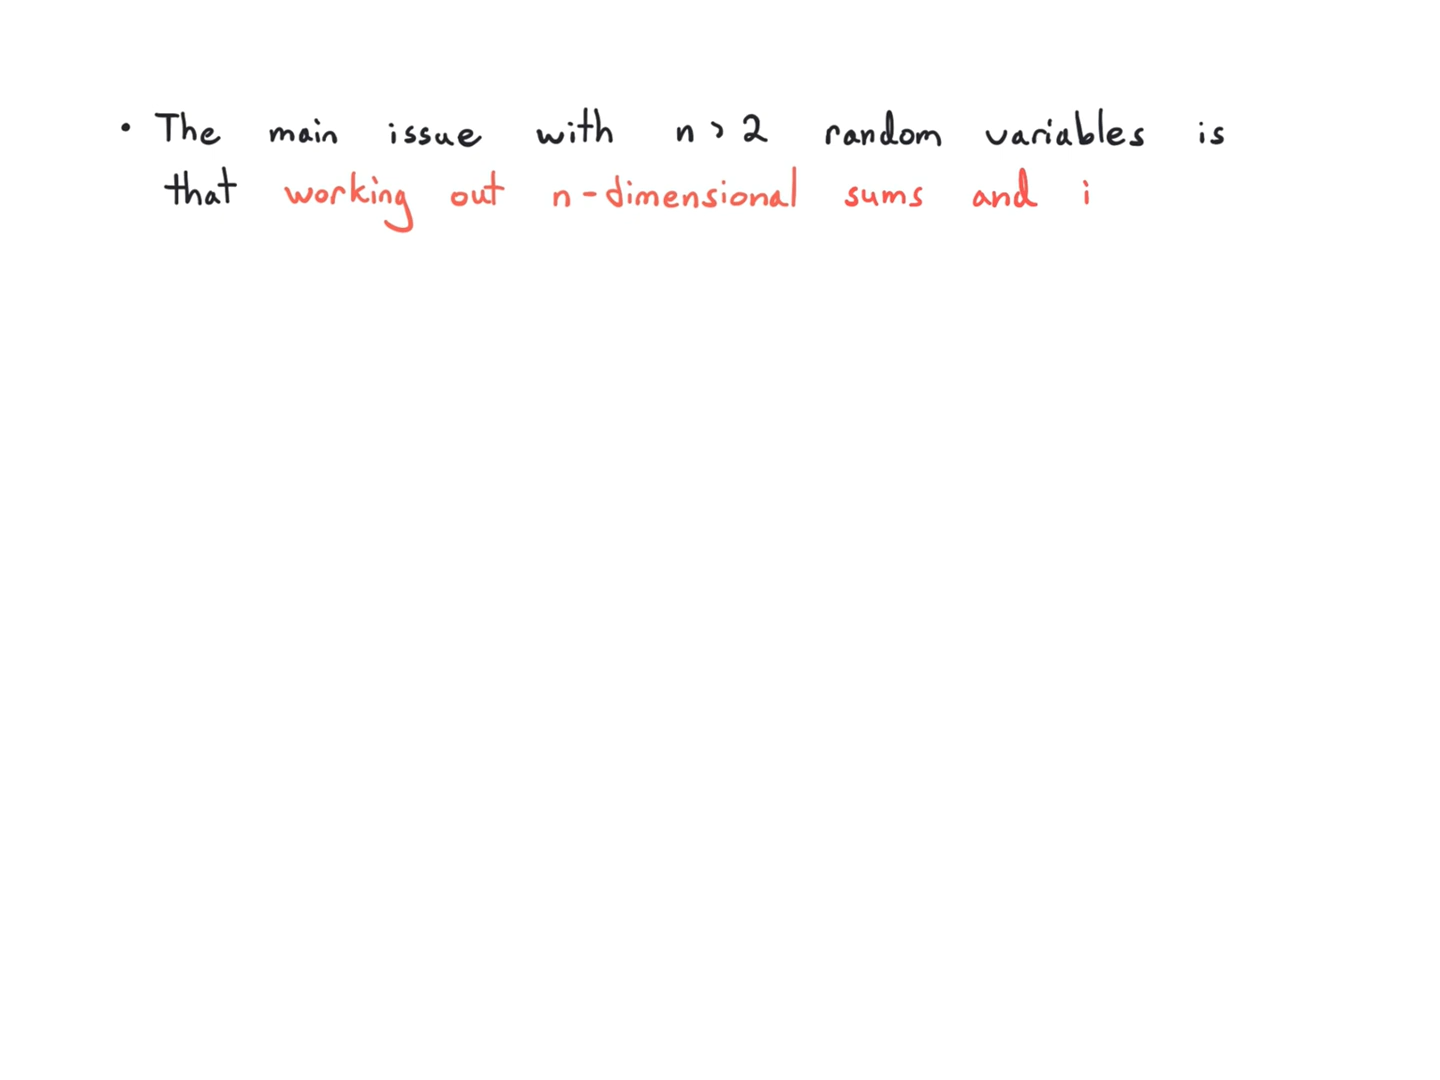 • The main issue with n > 2 random variables is
that working out n-dimensional sums and i